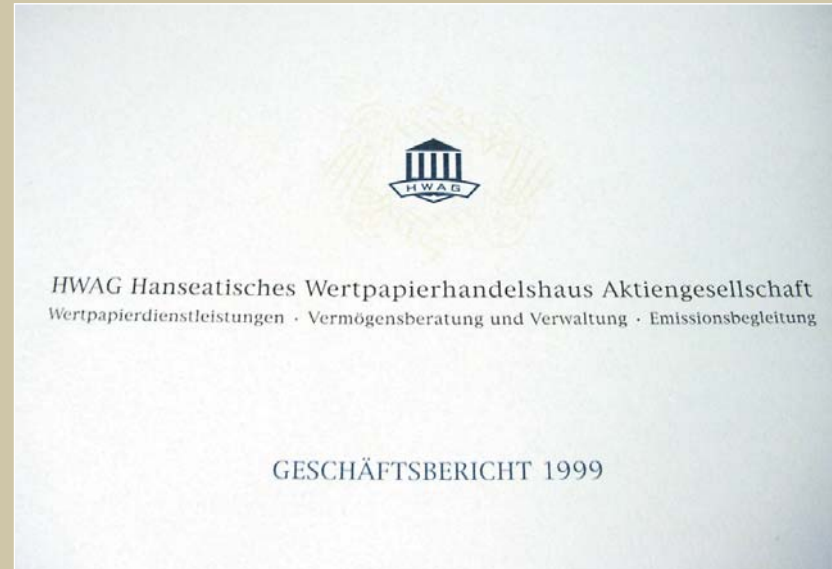 HWAG
HWAG Hanseatisches Wertpapierhandelshaus Aktiengesellschaft
Wertpapierdienstleistungen · Vermögensberatung und Verwaltung · Emissionsbegleitung
GESCHÄFTSBERICHT 1999